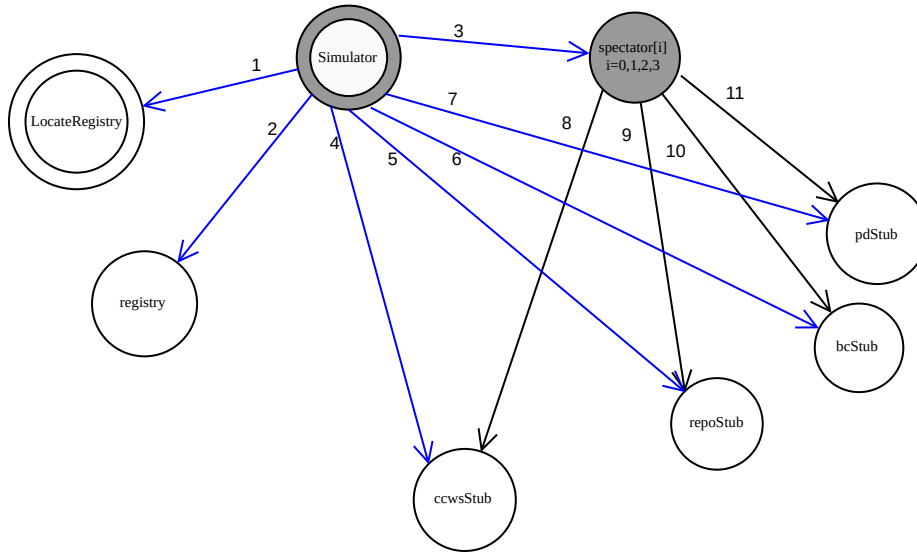 Simulator
3
spectator[i]
i=0,1,2,3
1
7
11
LocateRegistry
2
4
5
6
8
9
10
pdStub
registry
bcStub
repoStub
ccwsStub